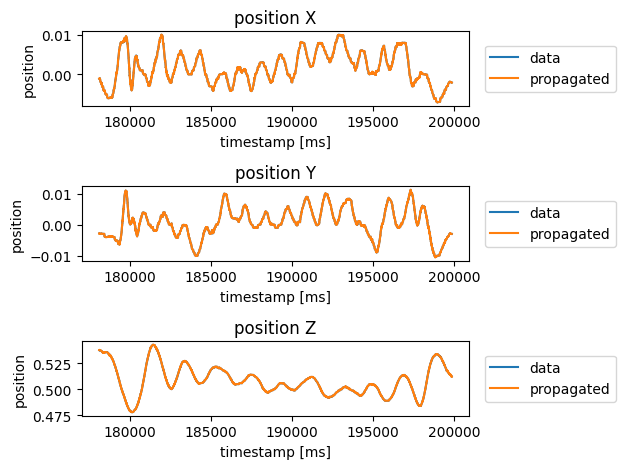 position X
0.01
0.00
position
data
propagated
180000 185000 190000 195000 200000
timestamp [ms]
position Y
0.01
0.00
−0.01
position
data
propagated
180000 185000 190000 195000 200000
timestamp [ms]
position Z
0.525
0.500
0.475
position
data
propagated
180000 185000 190000 195000 200000
timestamp [ms]